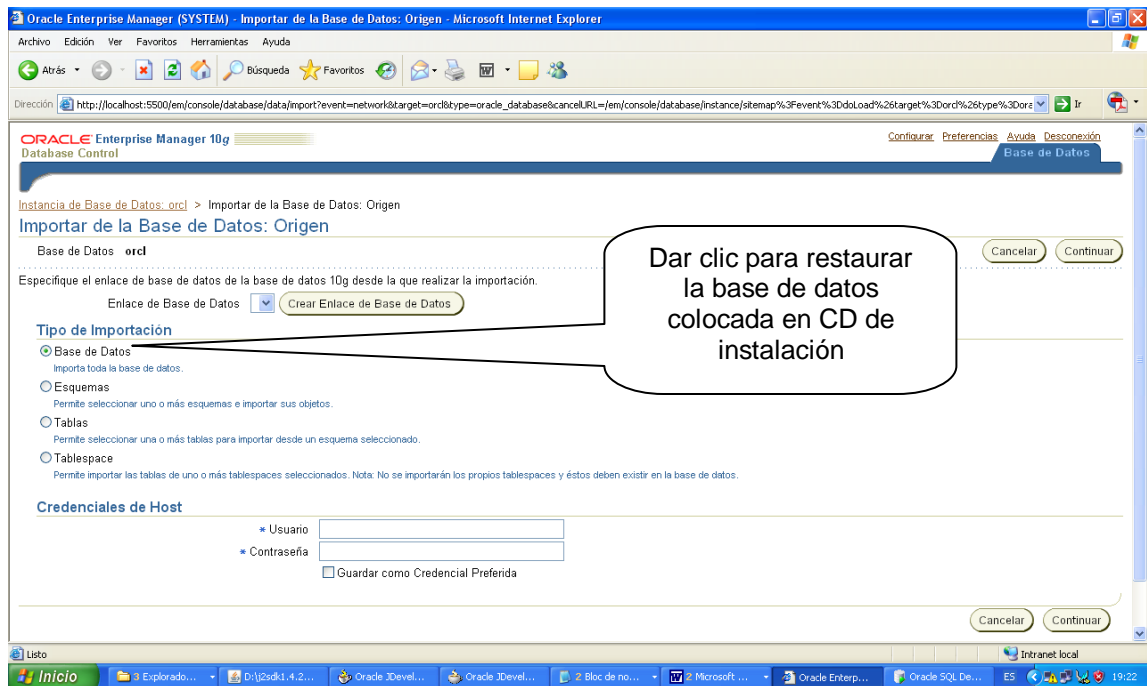 Oracle Enterprise Manager (SYSTEM) - Importar de la Base de Datos: Origen - Microsoft Internet Explorer
Archivo Edición Ver Favoritos Herramientas Ayuda
Atrás Búsqueda Favoritos
Dirección http://localhost:5500/em/console/database/data/import?event=network&target=orcl&type=oracle_database&cancelURL=/em/console/database/instance/sitemap%3Fevent%3DdoLoad%26target%3Dorcl%26type%3Dora Ir
ORACLE Enterprise Manager 10g
Database Control
Configurar Preferencias Ayuda Desconexión
Base de Datos
Instancia de Base de Datos: orcl > Importar de la Base de Datos: Origen
Importar de la Base de Datos: Origen
Base de Datos orcl
Cancelar Continuar
Especifique el enlace de base de datos de la base de datos 10g desde la que realizar la importación.
Enlace de Base de Datos Crear Enlace de Base de Datos
Dar clic para restaurar
la base de datos
colocada en CD de
instalación
Tipo de Importación
Base de Datos
Importa toda la base de datos.
Esquemas
Permite seleccionar uno o más esquemas e importar sus objetos.
Tablas
Permite seleccionar una o más tablas para importar desde un esquema seleccionado.
Tablespace
Permite importar las tablas de uno o más tablespaces seleccionados. Nota: No se importarán los propios tablespaces y éstos deben existir en la base de datos.
Credenciales de Host
* Usuario
* Contraseña
Guardar como Credencial Preferida
Cancelar Continuar
Listo Intranet local
Inicio 3 Explorado... D:\j2sdk1.4.2... Oracle JDevel... Oracle JDevel... 2 Bloc de no... 2 Microsoft ... Oracle Enterp... Oracle SQL De... ES 19:22